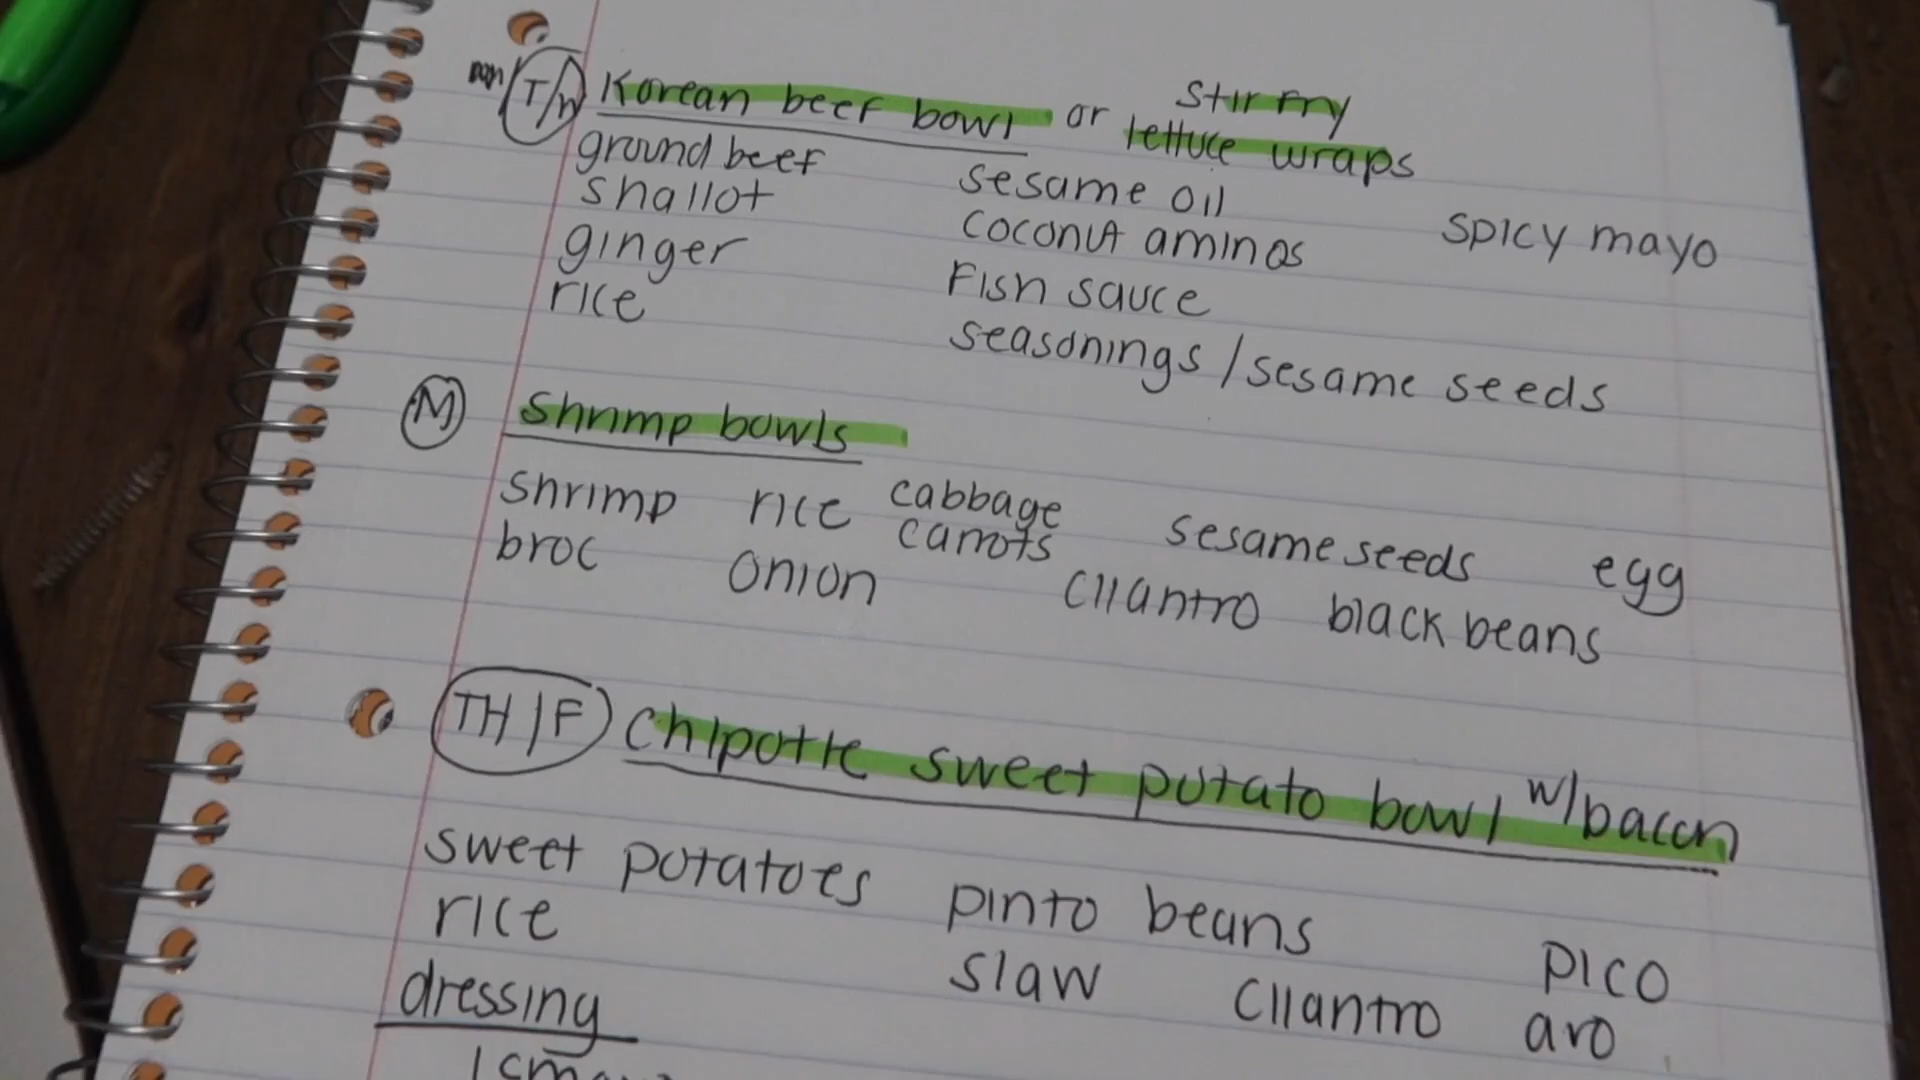 T/W Korean beef bowl or stir fry
lettuce wraps
ground beef sesame oil spicy mayo
shallot coconut aminos
ginger Fish sauce
rice seasonings / sesame seeds
M shrimp bowls
shrimp rice cabbage sesame seeds egg
broc onion carrots cilantro black beans
TH/F Chipotle sweet potato bowl w/bacon
sweet potatoes pinto beans pico
rice slaw cilantro avo
dressing